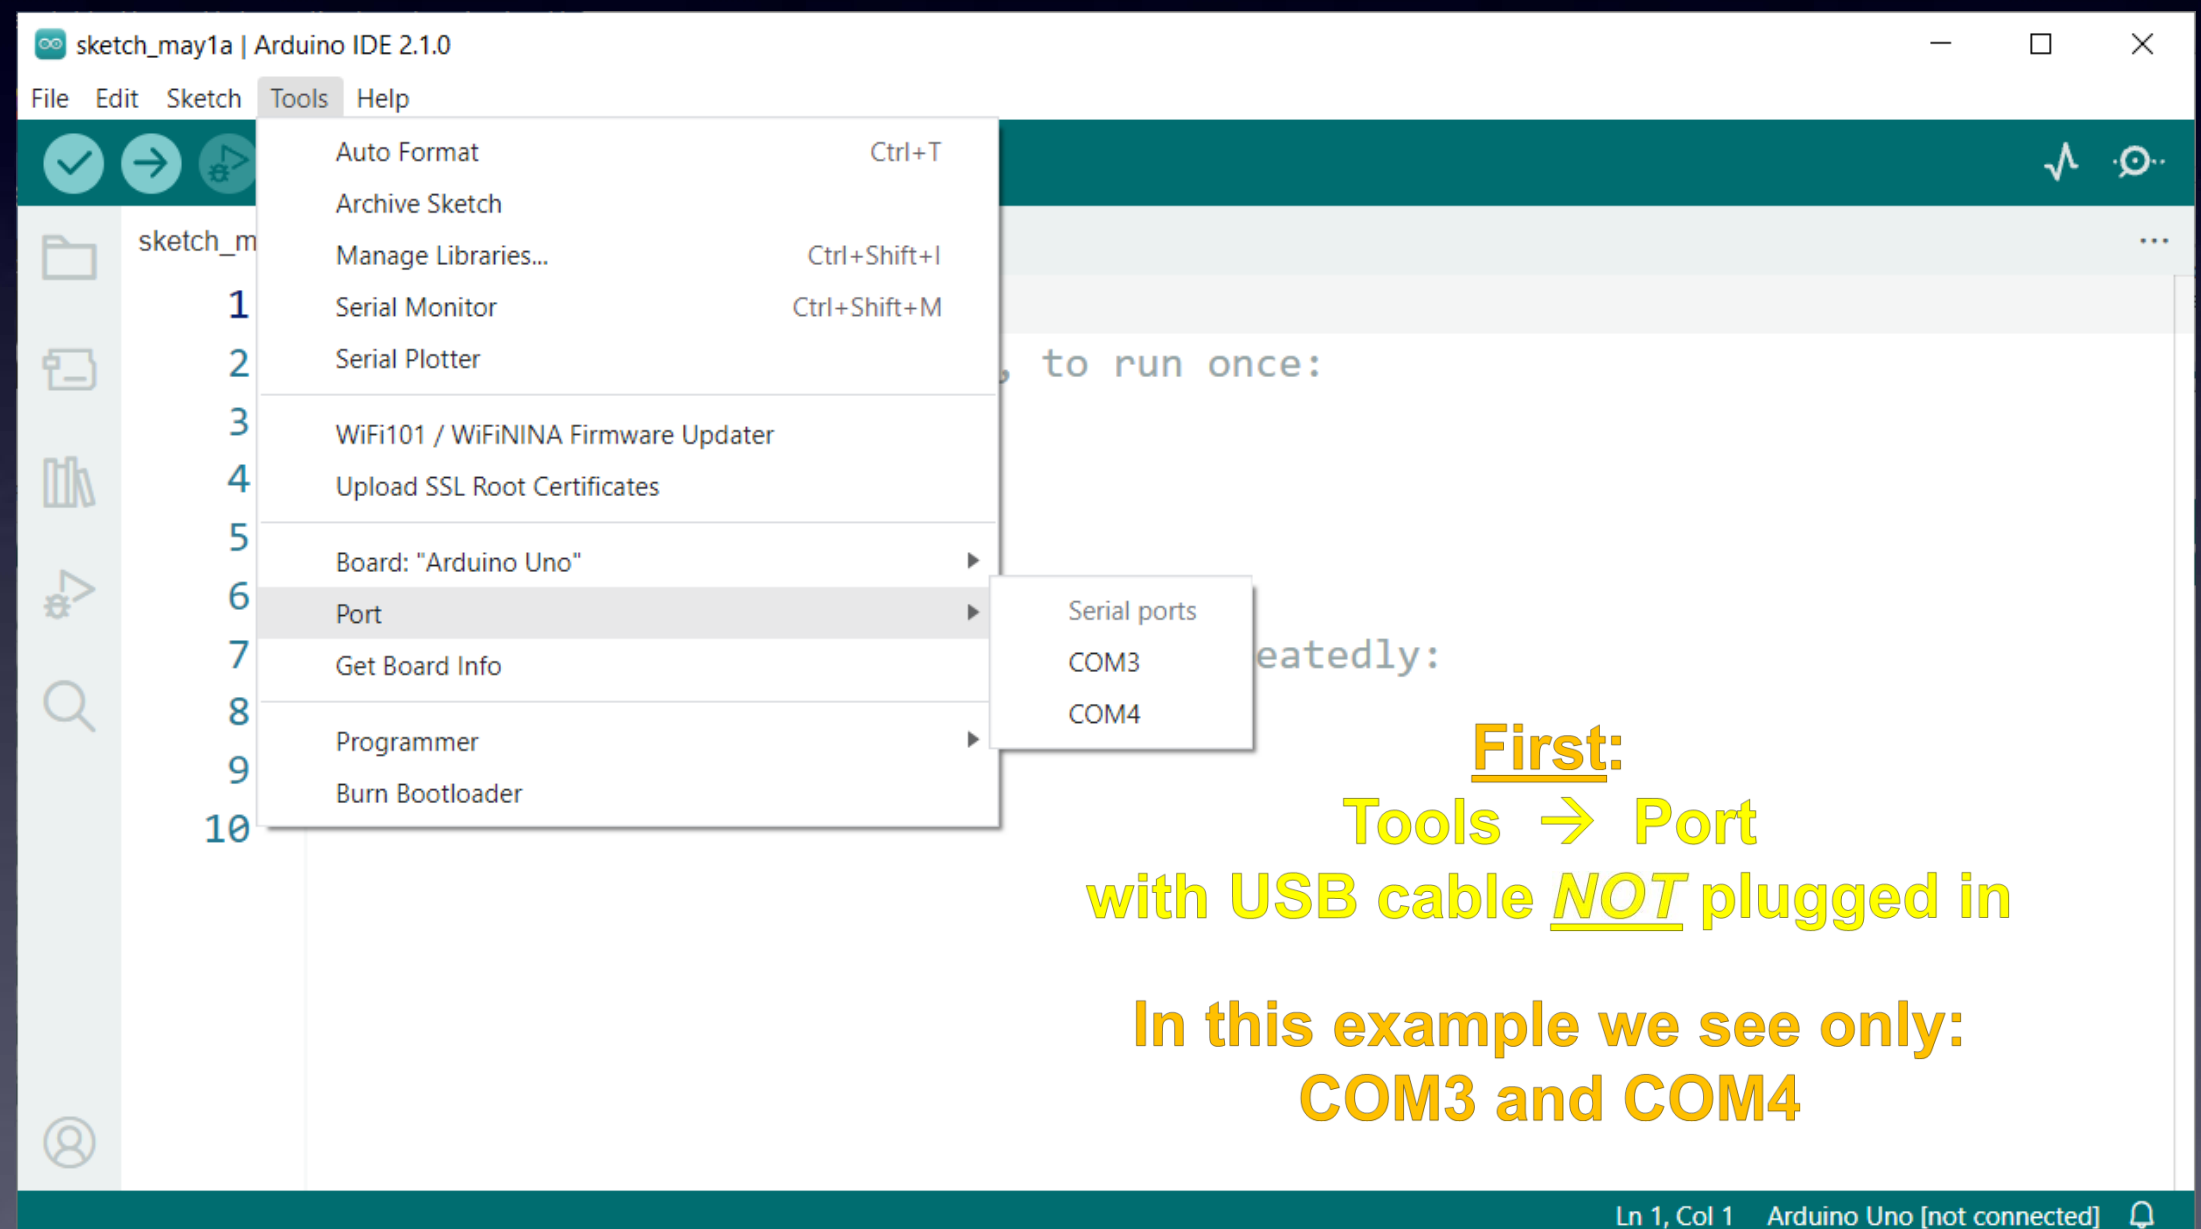 sketch_may1a | Arduino IDE 2.1.0
File Edit Sketch Tools Help
Auto Format Ctrl+T
Archive Sketch
sketch_m
Manage Libraries... Ctrl+Shift+I
1
Serial Monitor Ctrl+Shift+M
2
Serial Plotter
, to run once:
3
WiFi101 / WiFiNINA Firmware Updater
4
Upload SSL Root Certificates
5
Board: "Arduino Uno"
6
Port
Serial ports
7
Get Board Info
COM3
eatedly:
8
COM4
Programmer
9
Burn Bootloader
10
First:
Tools → Port
with USB cable NOT plugged in
In this example we see only:
COM3 and COM4
Ln 1, Col 1 Arduino Uno [not connected]